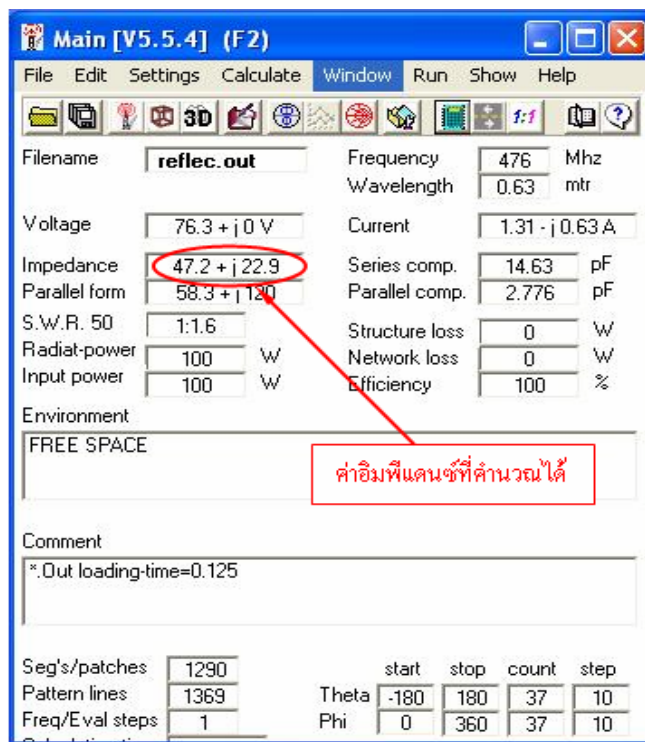 Main [V5.5.4] (F2)
File Edit Settings Calculate Window Run Show Help
3D 1:1 ?
Filename reflec.out Frequency 476 Mhz
Wavelength 0.63 mtr
Voltage 76.3 + j 0 V Current 1.31 - j 0.63 A
Impedance 47.2 + j 22.9 Series comp. 14.63 pF
Parallel form 58.3 + j 120 Parallel comp. 2.776 pF
S.W.R. 50 1:1.6 Structure loss 0 W
Radiat-power 100 W Network loss 0 W
Input power 100 W Efficiency 100 %
Environment
FREE SPACE
ค่าอิมพีแดนซ์ที่คำนวณได้
Comment
*.Out loading-time=0.125
Seg's/patches 1290 start stop count step
Pattern lines 1369 Theta -180 180 37 10
Freq/Eval steps 1 Phi 0 360 37 10